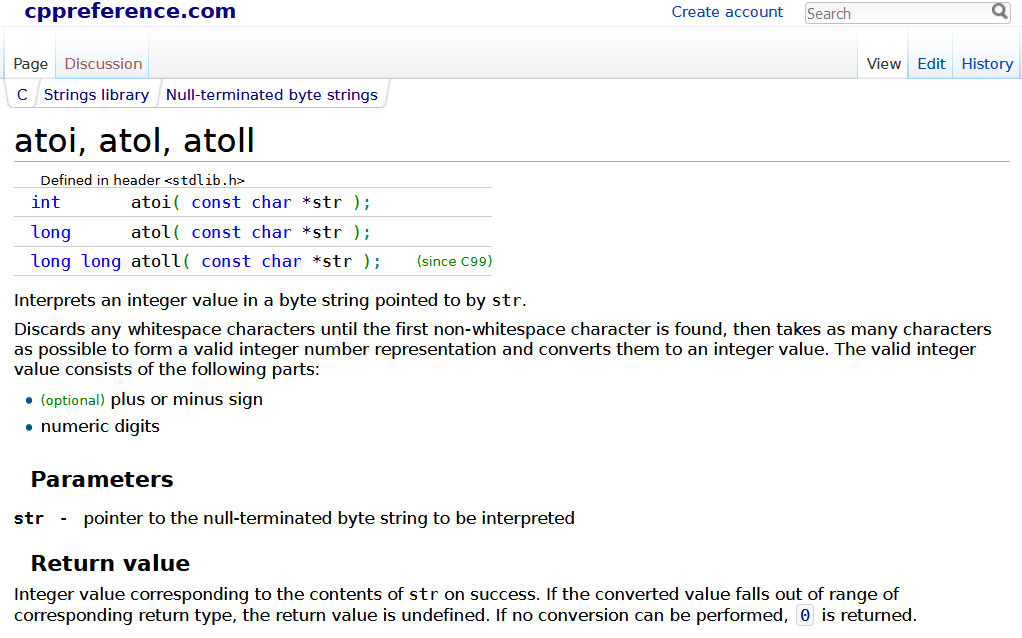 cppreference.com
Create account
Search
Page
Discussion
View
Edit
History
C
Strings library
Null-terminated byte strings
atoi, atol, atoll
Defined in header <stdlib.h>
int atoi( const char *str );
long atol( const char *str );
long long atoll( const char *str ); (since C99)
Interprets an integer value in a byte string pointed to by str.
Discards any whitespace characters until the first non-whitespace character is found, then takes as many characters
as possible to form a valid integer number representation and converts them to an integer value. The valid integer
value consists of the following parts:
(optional) plus or minus sign
numeric digits
Parameters
str - pointer to the null-terminated byte string to be interpreted
Return value
Integer value corresponding to the contents of str on success. If the converted value falls out of range of
corresponding return type, the return value is undefined. If no conversion can be performed, 0 is returned.